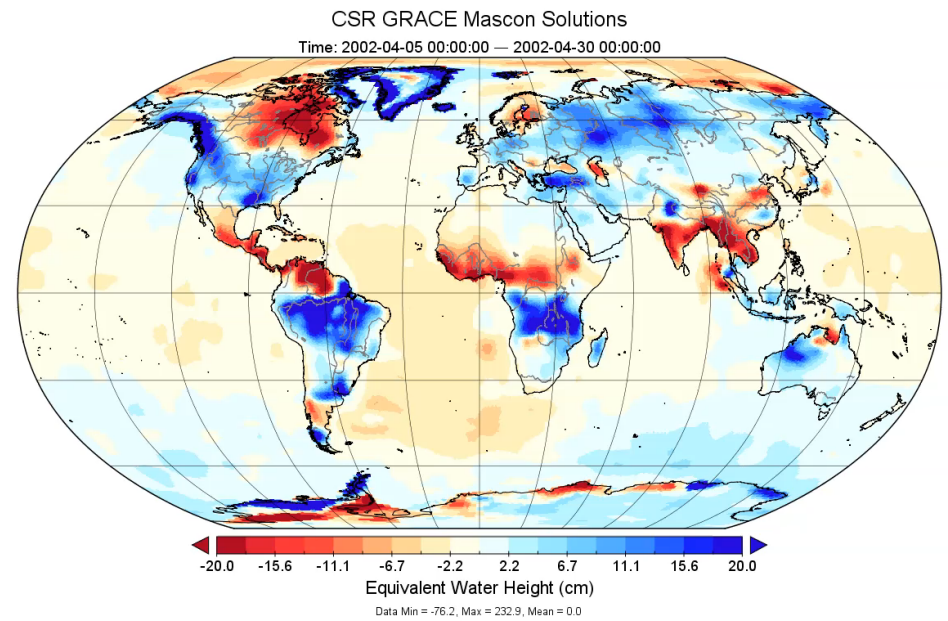 CSR GRACE Mascon Solutions
Time: 2002-04-05 00:00:00 — 2002-04-30 00:00:00
-20.0 -15.6 -11.1 -6.7 -2.2 2.2 6.7 11.1 15.6 20.0
Equivalent Water Height (cm)
Data Min = -76.2, Max = 232.9, Mean = 0.0